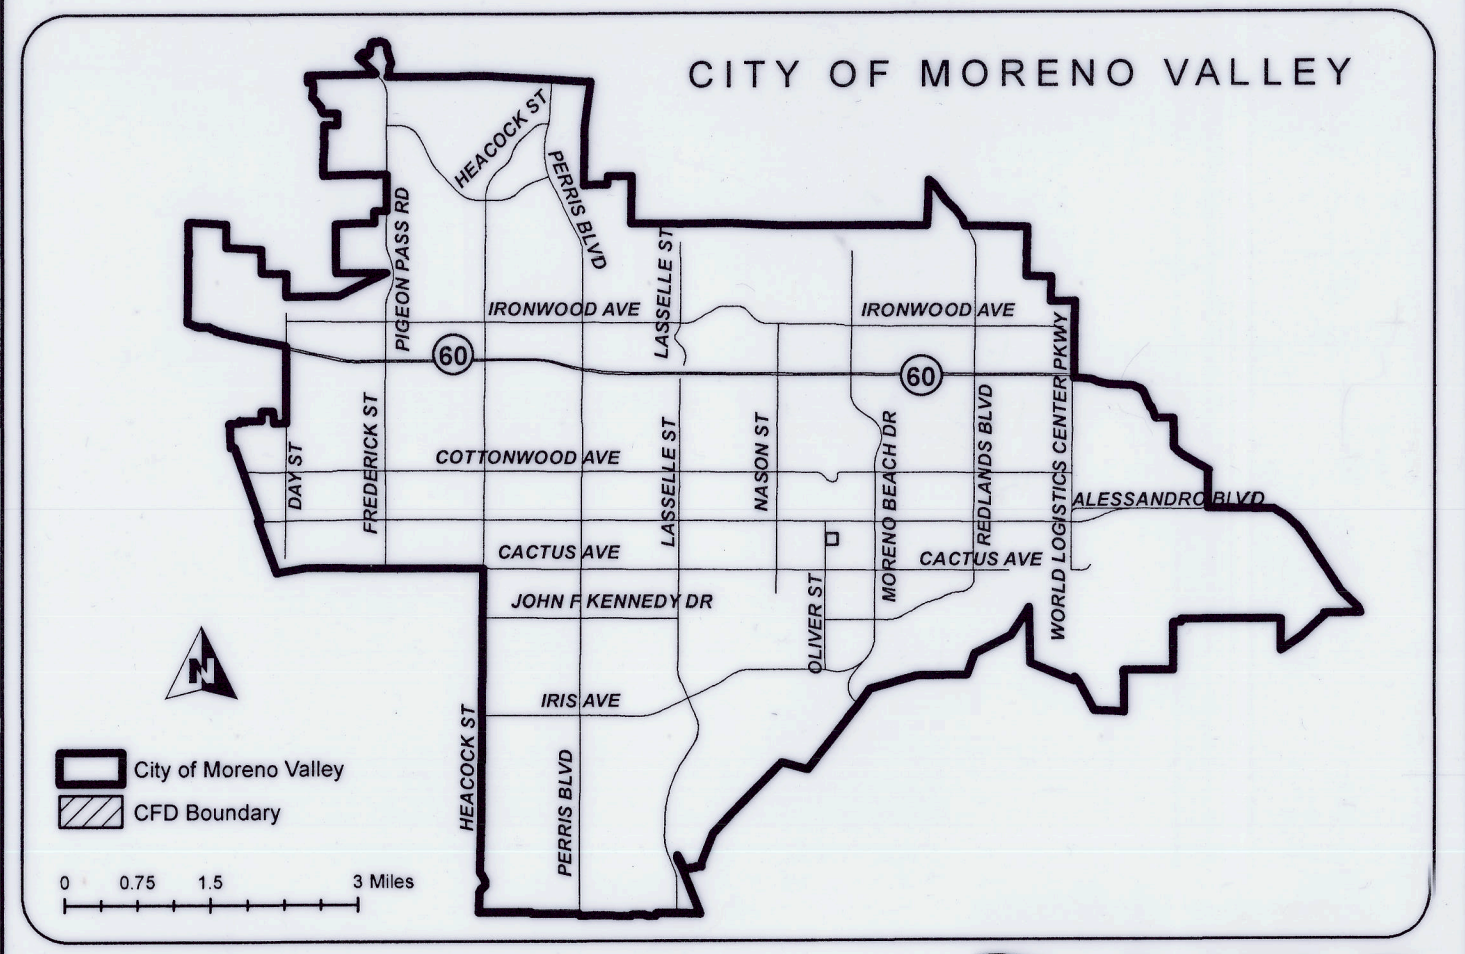 CITY OF MORENO VALLEY
HEACOCK ST
PERRIS BLVD
PIGEON PASS RD
LASSELLE ST
IRONWOOD AVE
IRONWOOD AVE
60
60
WORLD LOGISTICS CENTER PKWY
FREDERICK ST
DAY ST
COTTONWOOD AVE
LASSELLE ST
NASON ST
MORENO BEACH DR
REDLANDS BLVD
ALESSANDRO BLVD
CACTUS AVE
CACTUS AVE
JOHN F KENNEDY DR
OLIVER ST
N
IRIS AVE
HEACOCK ST
PERRIS BLVD
City of Moreno Valley
CFD Boundary
0 0.75 1.5 3 Miles